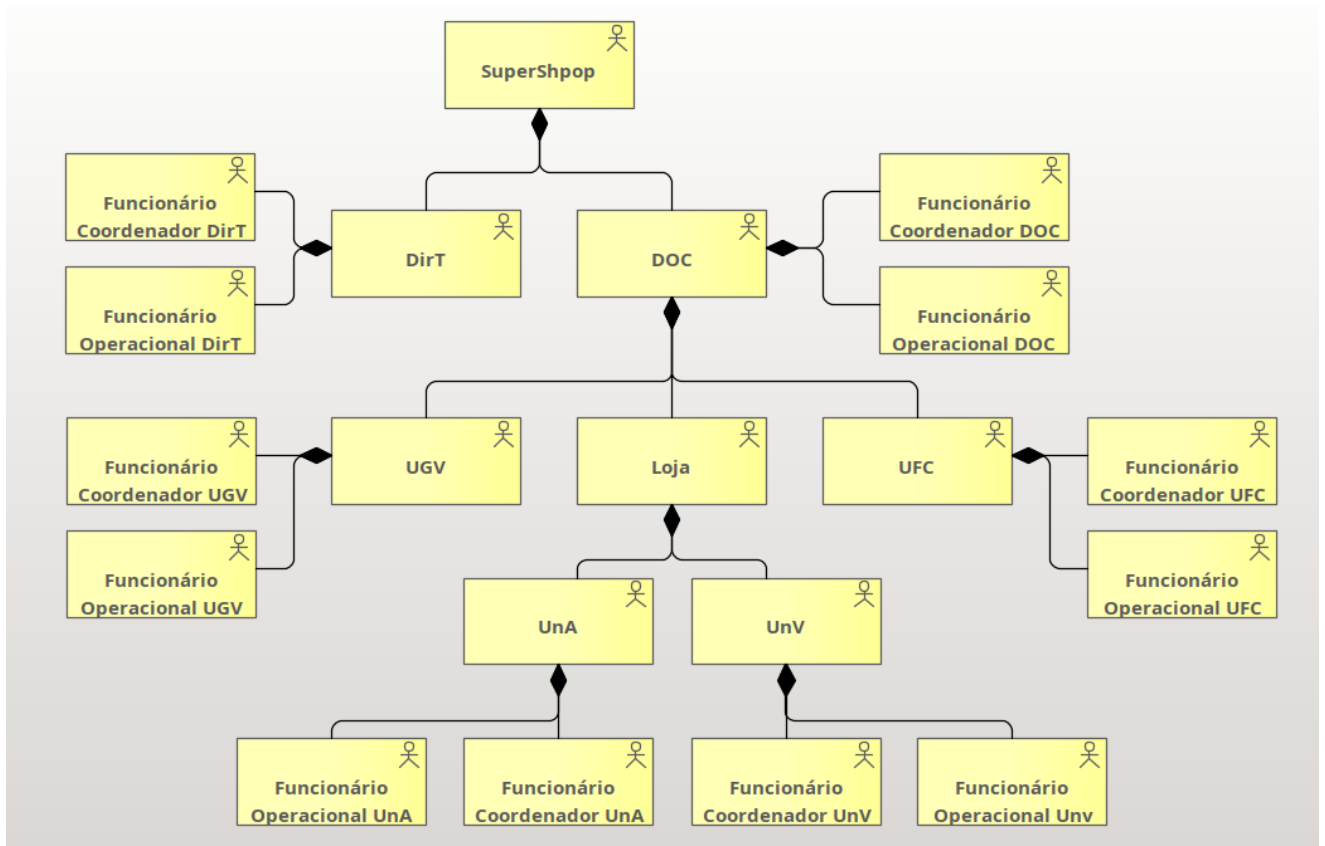 SuperShpop
Funcionário
Coordenador DirT
Funcionário
Operacional DirT
DirT
DOC
Funcionário
Coordenador DOC
Funcionário
Operacional DOC
Funcionário
Coordenador UGV
Funcionário
Operacional UGV
UGV
Loja
UFC
Funcionário
Coordenador UFC
Funcionário
Operacional UFC
UnA
UnV
Funcionário
Operacional UnA
Funcionário
Coordenador UnA
Funcionário
Coordenador UnV
Funcionário
Operacional Unv